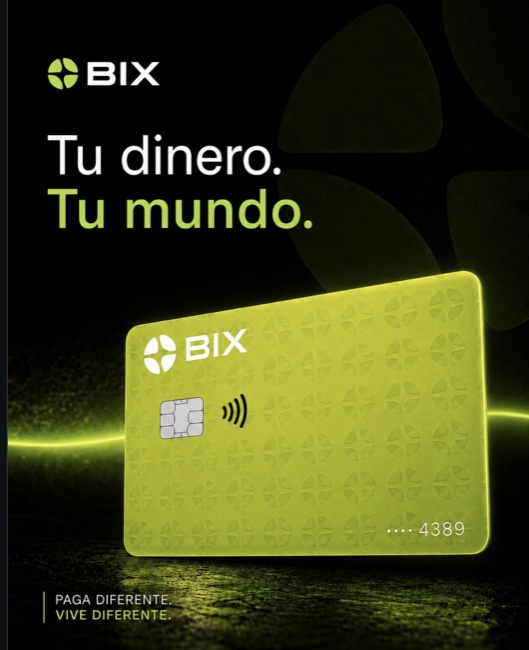 BIX
Tu dinero.
Tu mundo.
BIX
•••• 4389
PAGA DIFERENTE.
VIVE DIFERENTE.